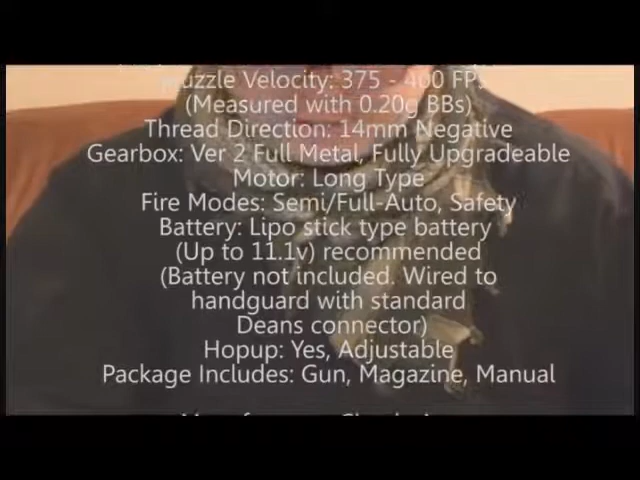 Muzzle Velocity: 375 - 400 FPS
(Measured with 0.20g BBs)
Thread Direction: 14mm Negative
Gearbox: Ver 2 Full Metal, Fully Upgradeable
Motor: Long Type
Fire Modes: Semi/Full-Auto, Safety
Battery: Lipo stick type battery
(Up to 11.1v) recommended
(Battery not included. Wired to
handguard with standard
Deans connector)
Hopup: Yes, Adjustable
Package Includes: Gun, Magazine, Manual